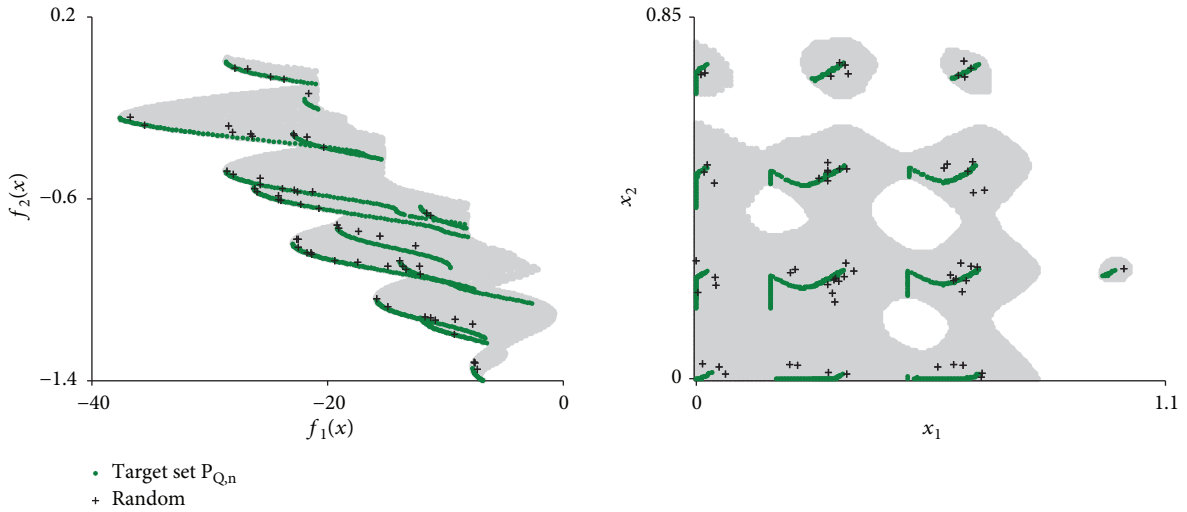 0.2
−0.6
−1.4
f2(x)
−40
−20
0
f1(x)
0.85
0
x2
0
1.1
x1
Target set PQ,n
Random